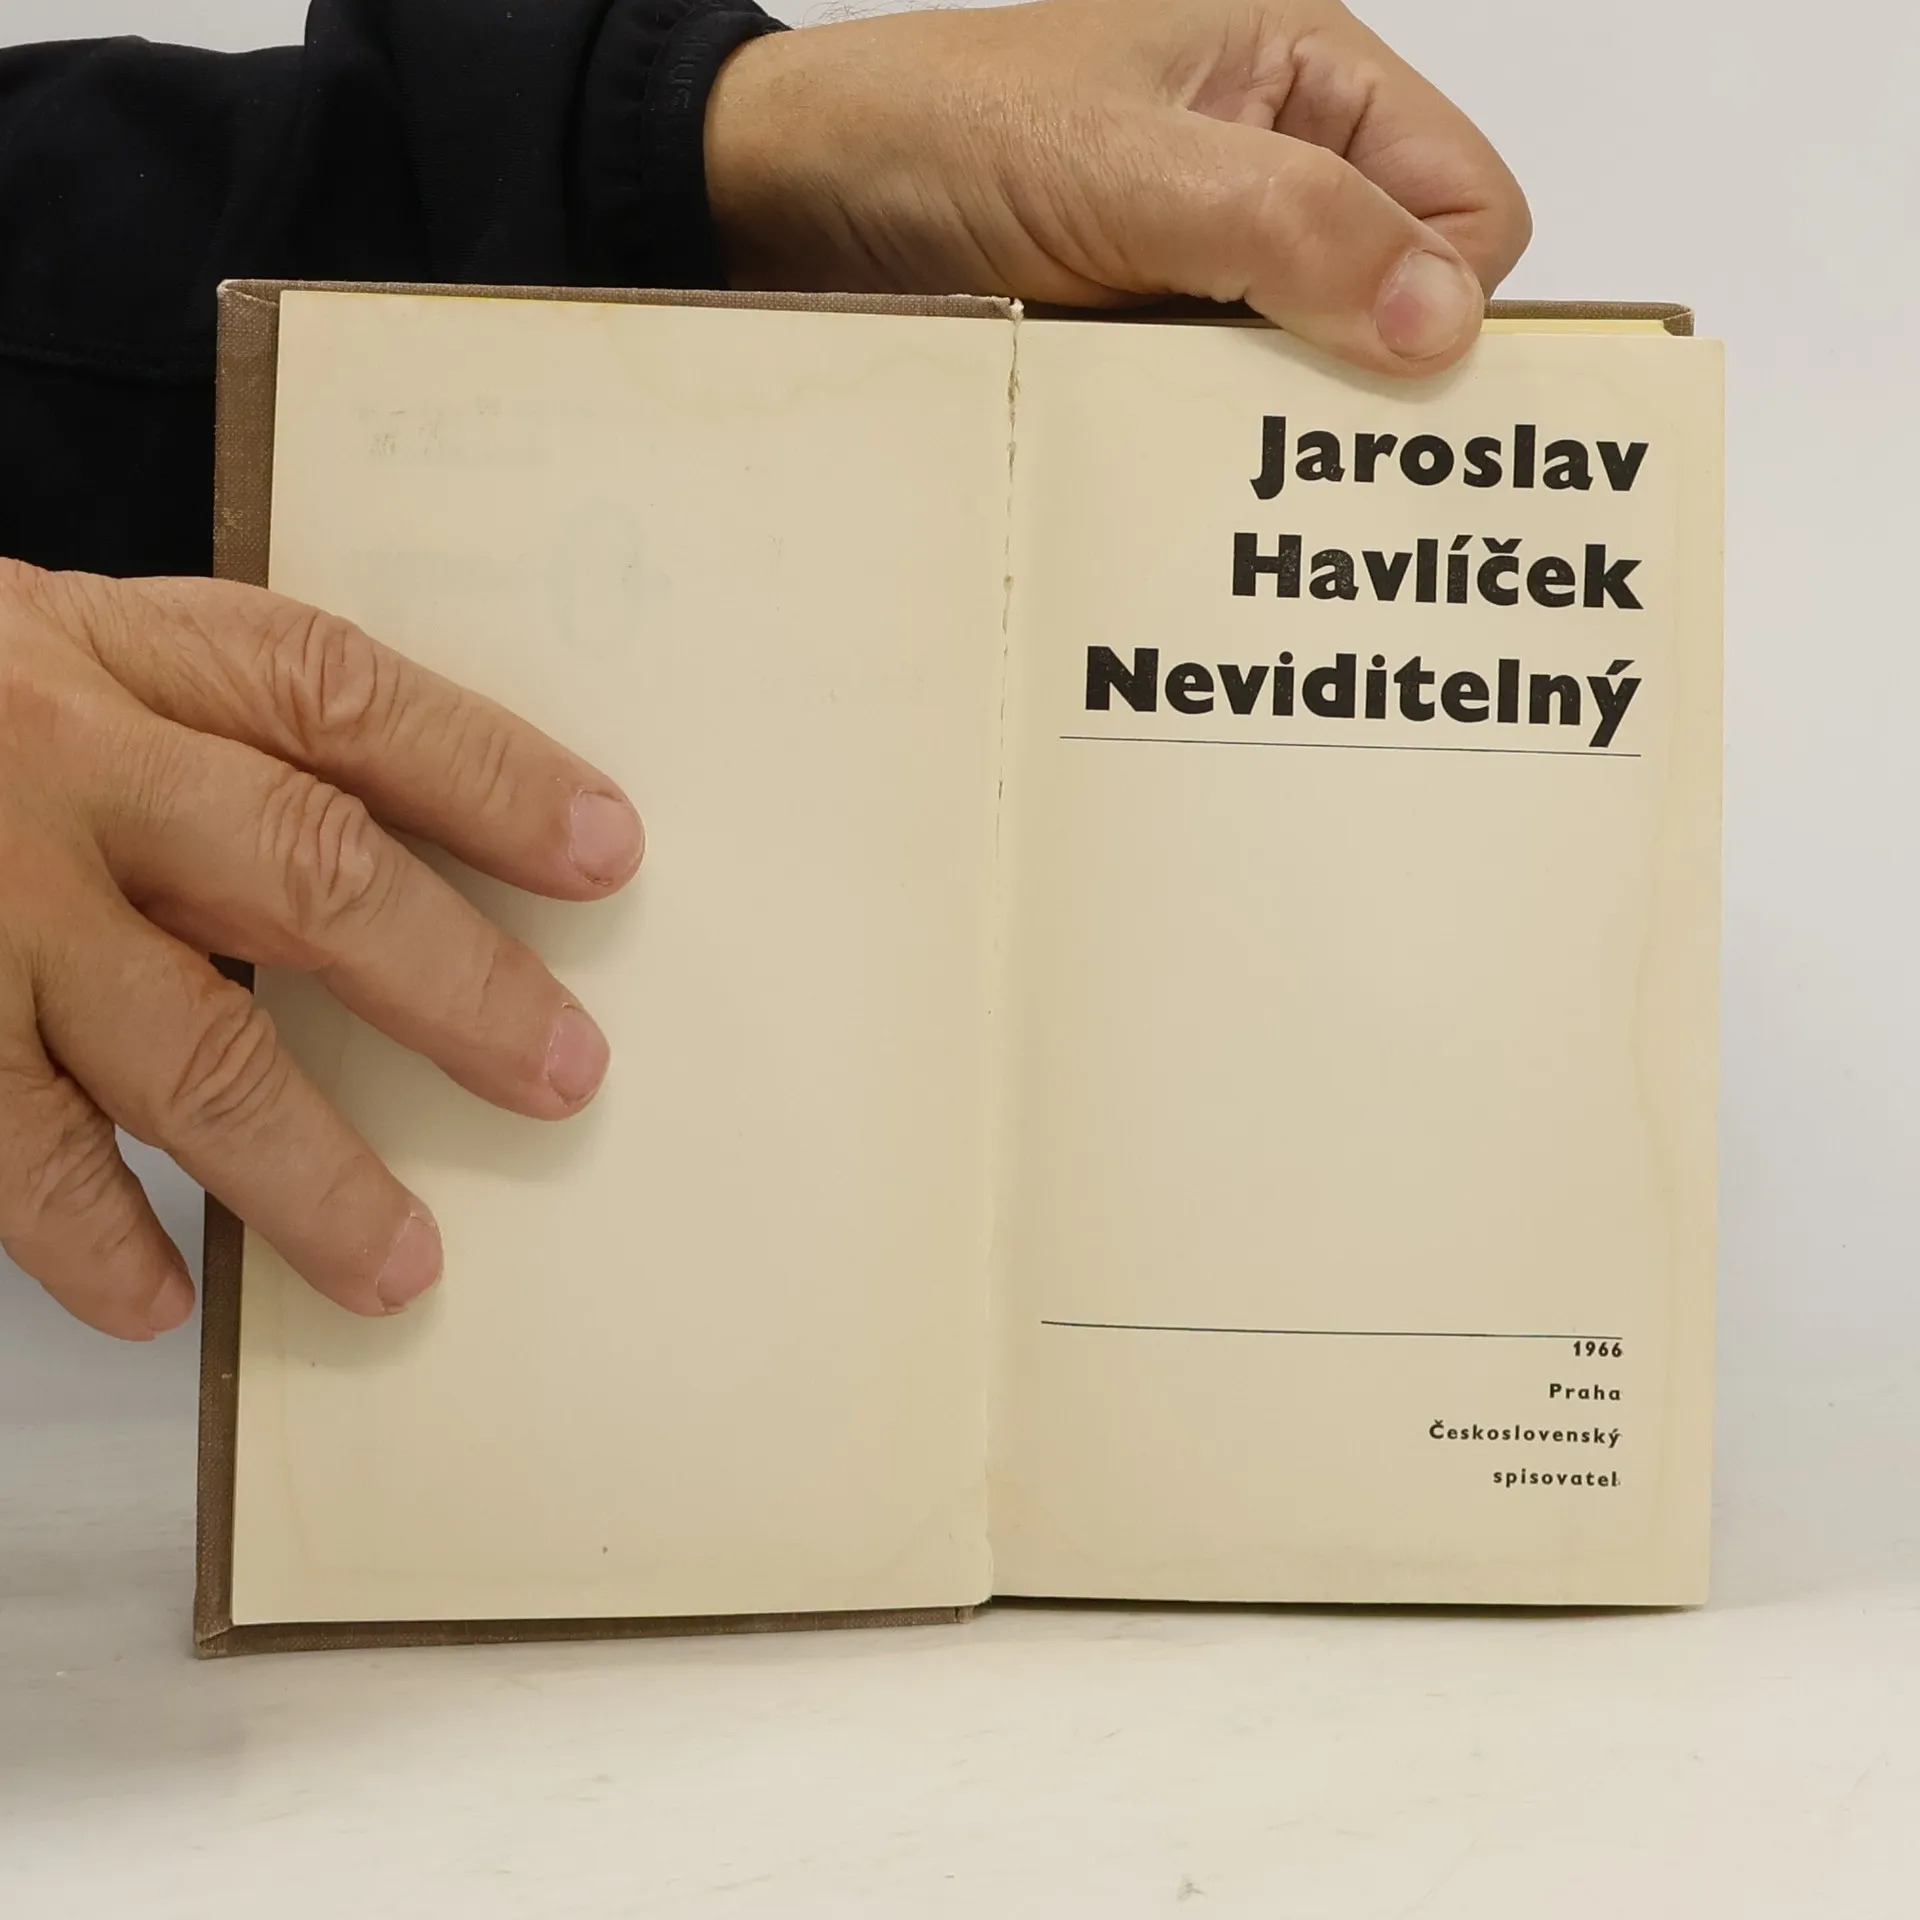 Jaroslav
Havlíček
Neviditelný
1966
Praha
Československý
spisovatel